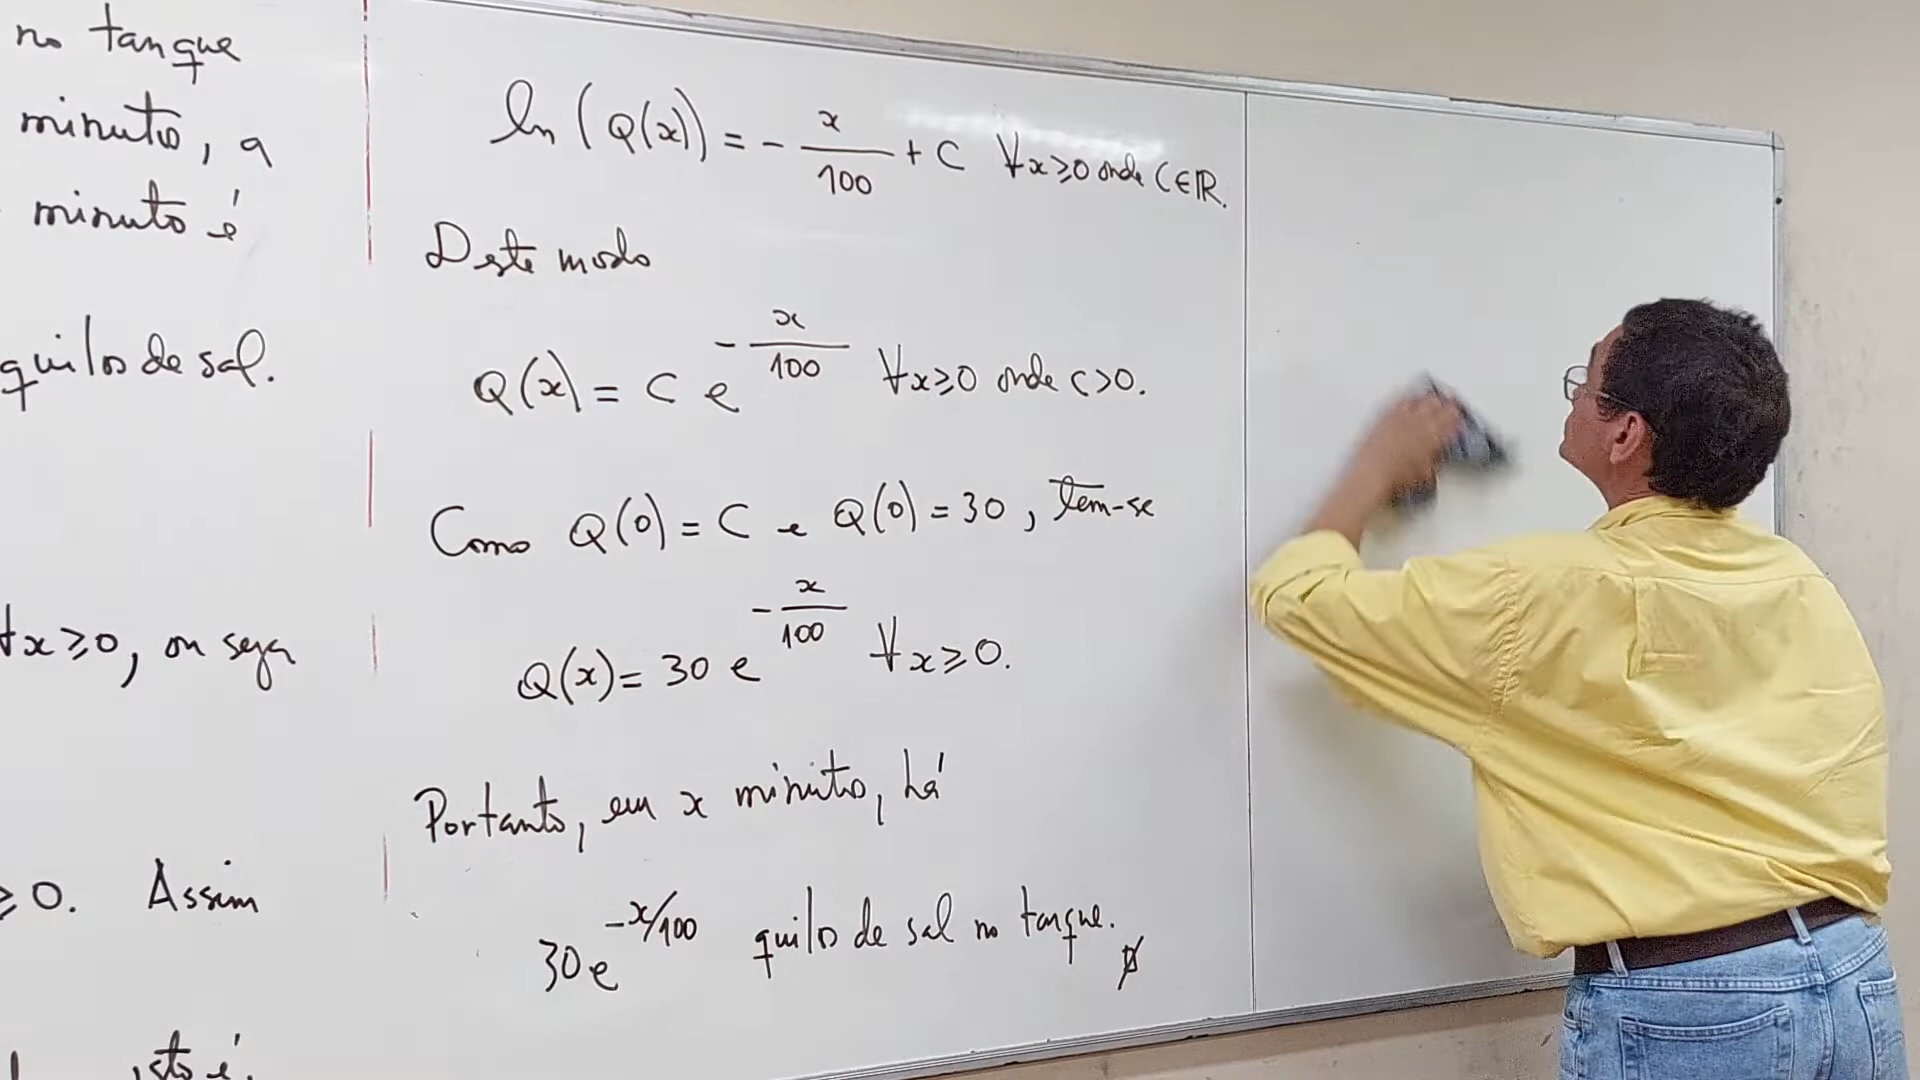 no tanque
minuto, a
minuto é
quilos de sal.
∀x≥0, ou seja
≥0. Assim
isto é:
ln(Q(x)) = -x/100 + C ∀x≥0 onde C∈ℝ.
Deste modo
Q(x) = C e^(-x/100) ∀x≥0 onde C>0.
Como Q(0) = C e Q(0) = 30, tem-se
Q(x) = 30 e^(-x/100) ∀x≥0.
Portanto, em x minutos, há
30e^(-x/100) quilos de sal no tanque.